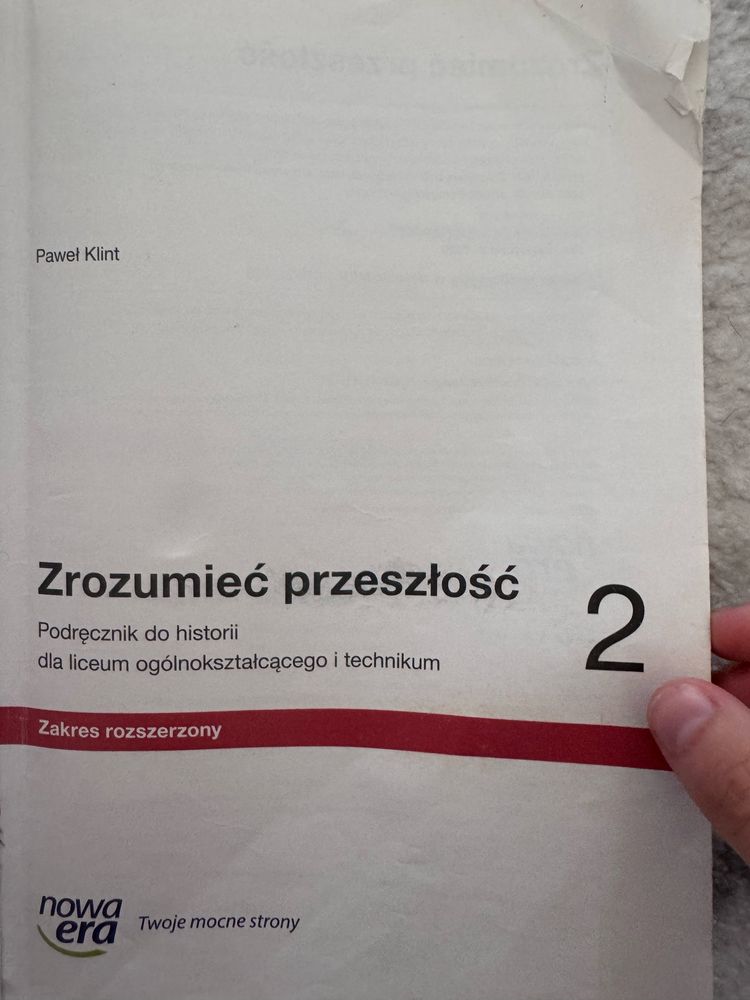 Paweł Klint
Zrozumieć przeszłość
2
Podręcznik do historii
dla liceum ogólnokształcącego i technikum
Zakres rozszerzony
nowa
era
Twoje mocne strony